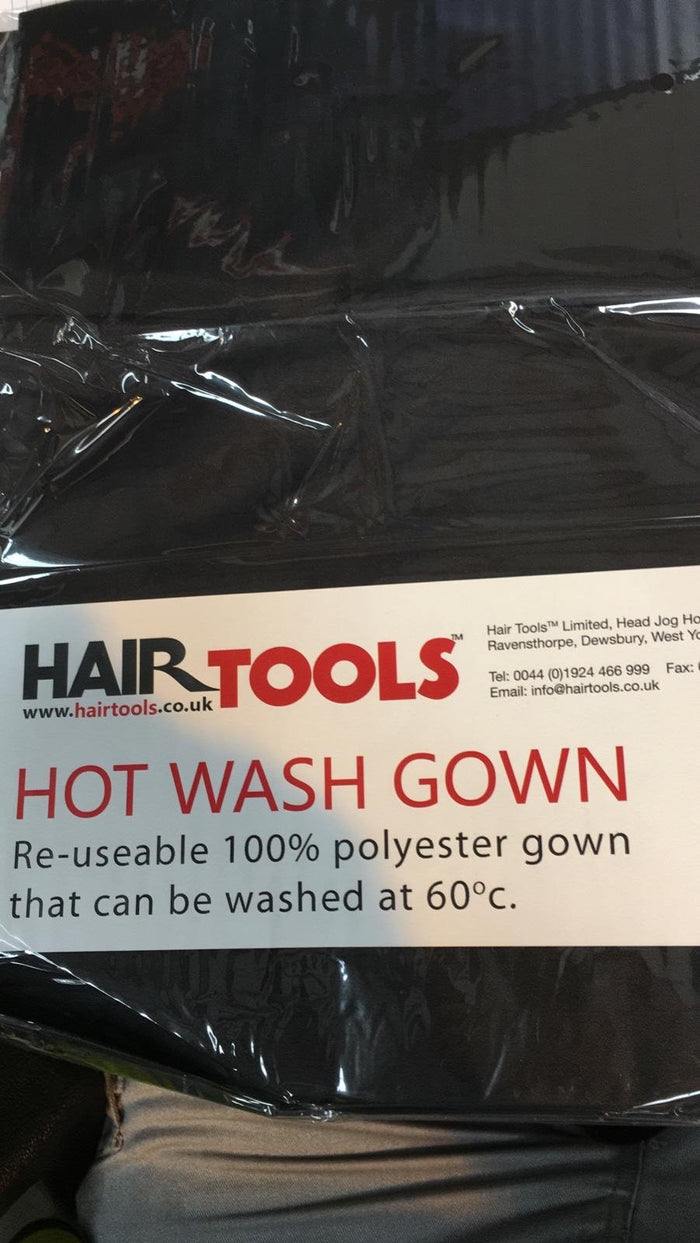 HAIR TOOLS™
www.hairtools.co.uk
Hair Tools™ Limited, Head Jog
Ravensthorpe, Dewsbury, West
Tel: 0044 (0)1924 466 999 Fax:
Email: info@hairtools.co.uk
HOT WASH GOWN
Re-useable 100% polyester gown
that can be washed at 60°c.